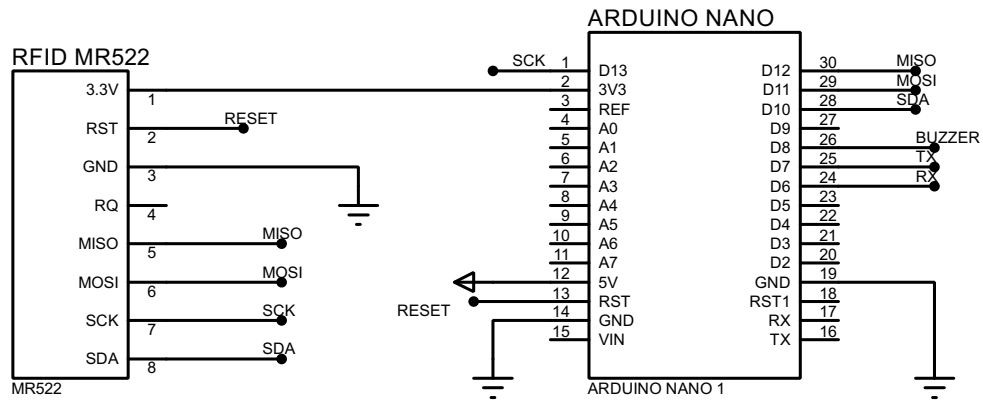 ARDUINO NANO
RFID MR522
SCK 1 D13 D12 30 MISO
3.3V 1 2 3V3 D11 29 MOSI
3 REF D10 28 SDA
RST 2 RESET 4 A0 D9 27
5 A1 D8 26 BUZZER
GND 3 6 A2 D7 25 TX
7 A3 D6 24 RX
RQ 4 8 A4 D5 23
9 A5 D4 22
MISO 5 MISO 10 A6 D3 21
11 A7 D2 20
MOSI 6 MOSI 12 5V GND 19
RESET 13 RST RST1 18
SCK 7 SCK 14 GND RX 17
15 VIN TX 16
SDA 8 SDA
MR522 ARDUINO NANO 1